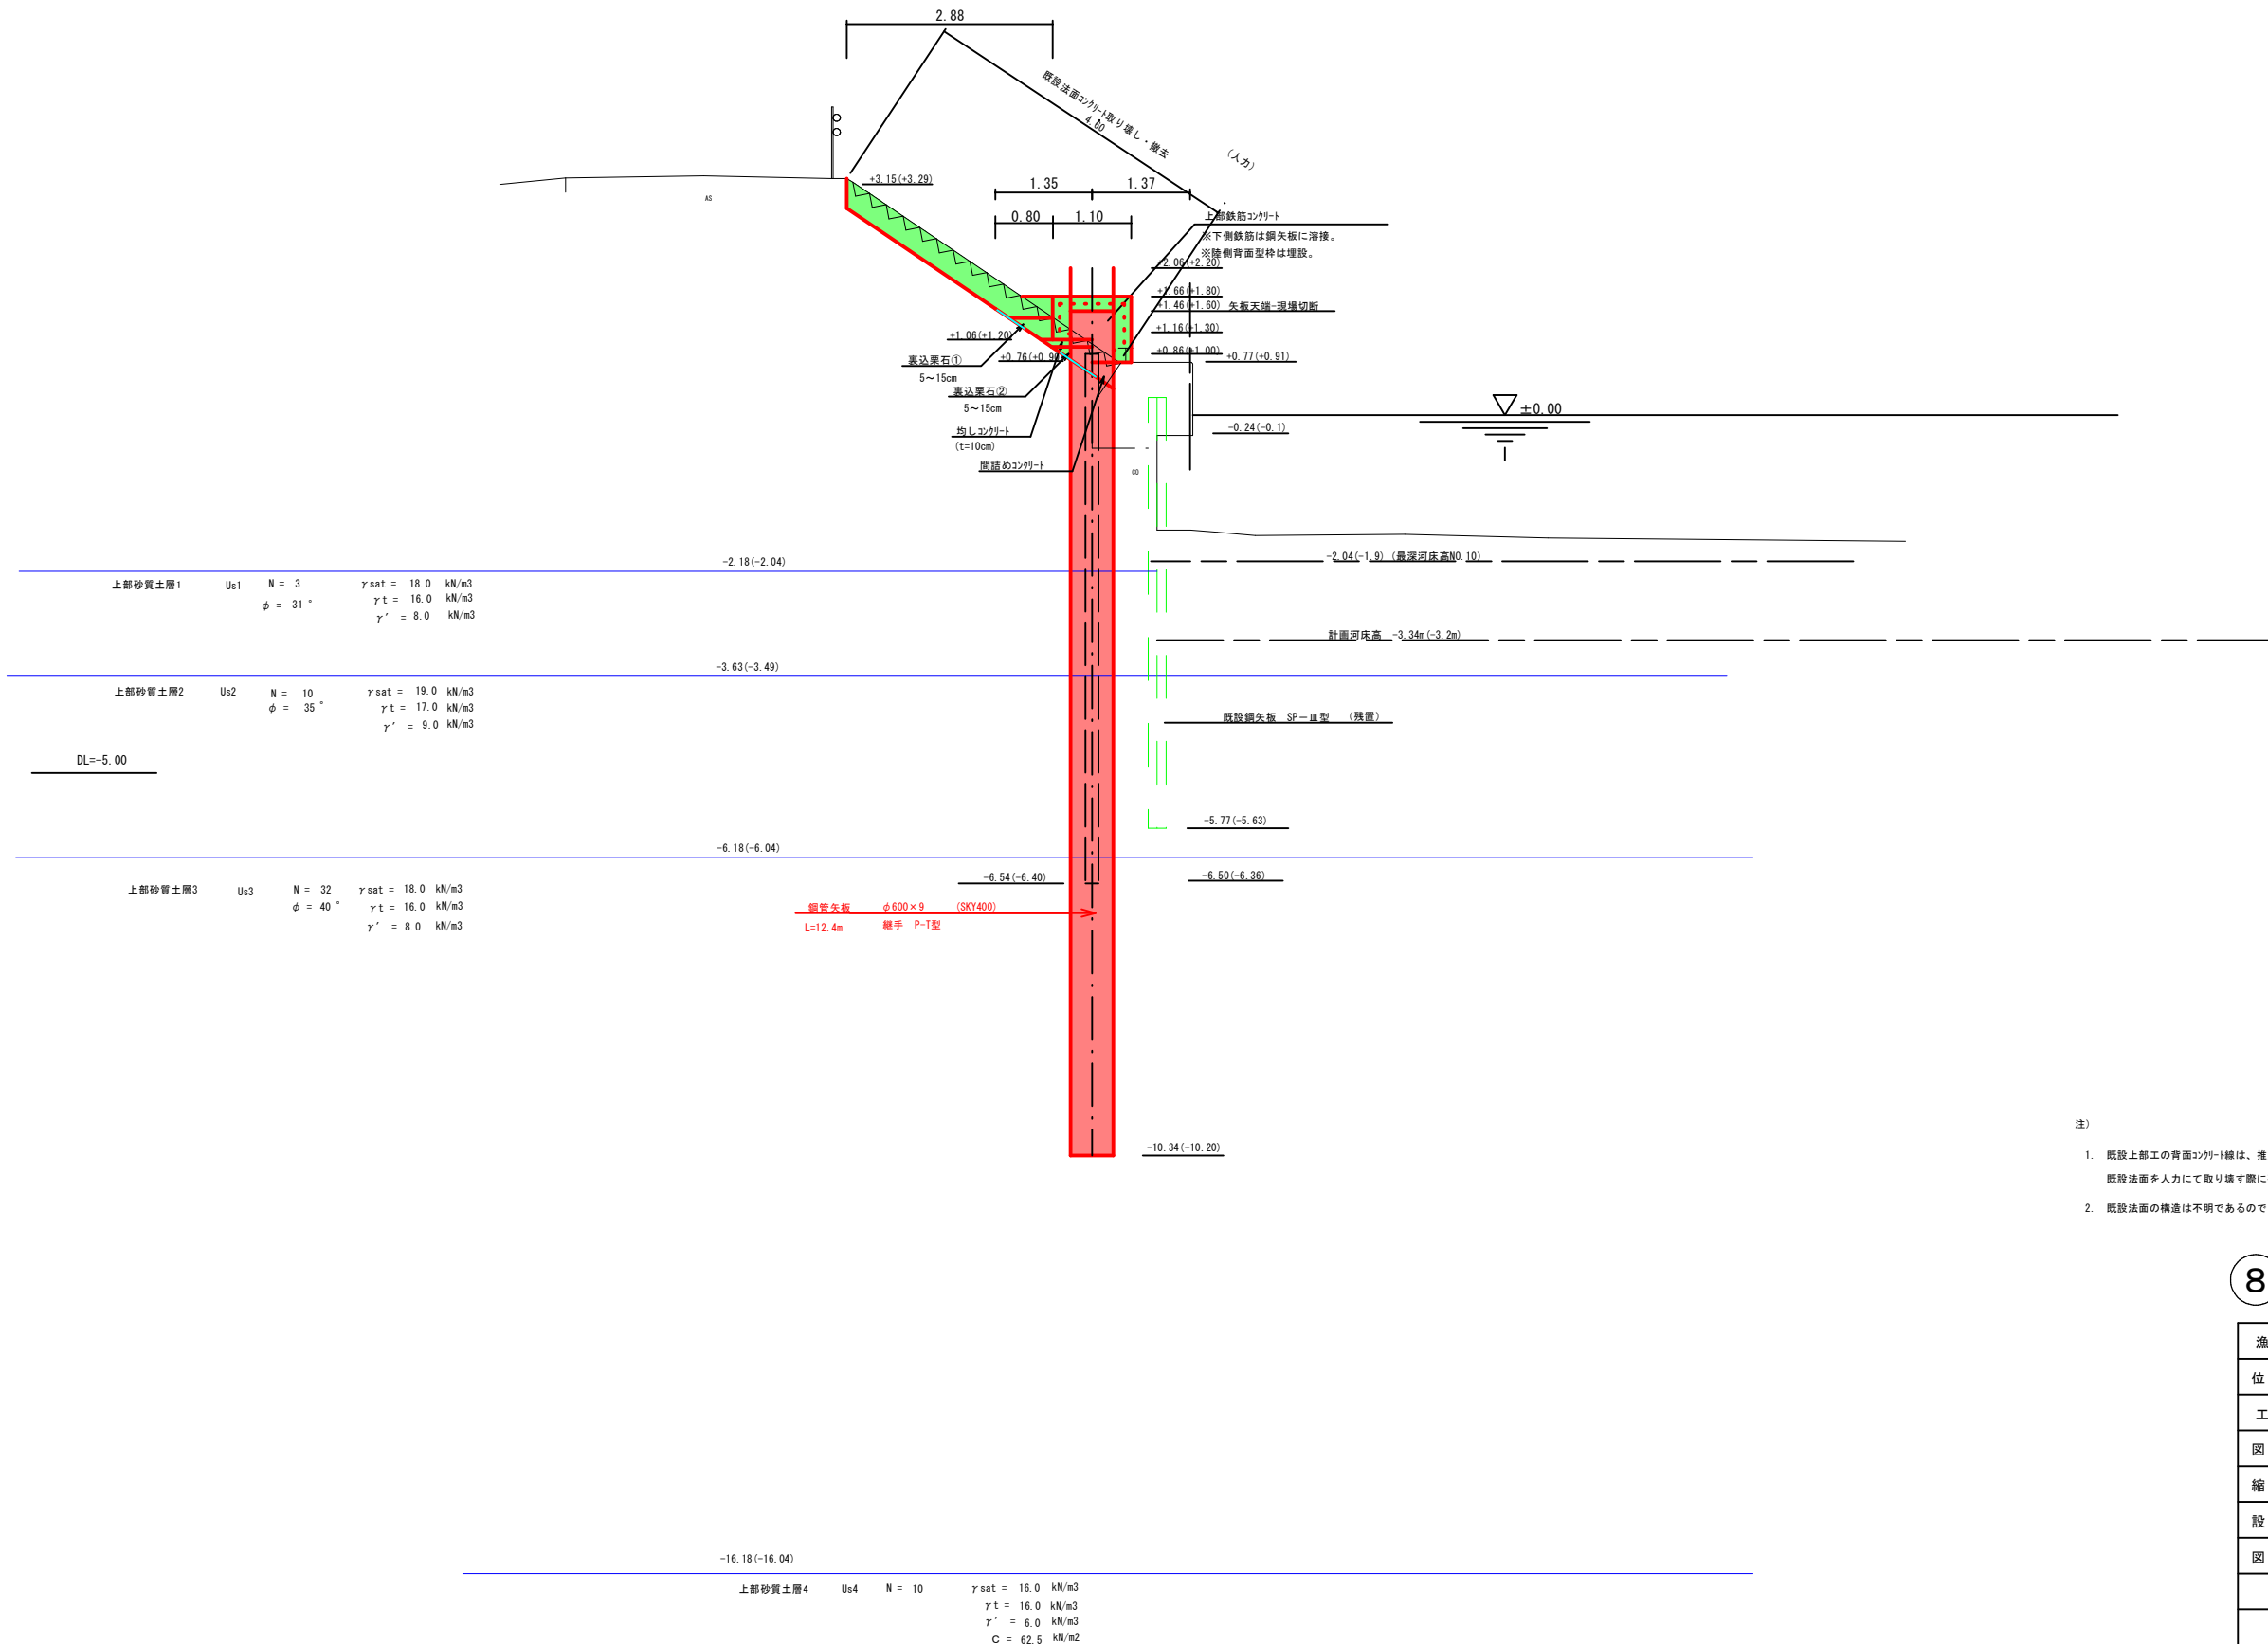 2.88
既設法面ｺﾝｸﾘｰﾄ取り壊し・撤去
4.60
(人力)
+3.15(+3.29)
AS
1.35 1.37
0.80 1.10
上部鉄筋ｺﾝｸﾘｰﾄ
※下側鉄筋は鋼矢板に溶接。
※陸側背面型枠は埋設。
+2.06(+2.20)
+1.66(+1.80)
+1.46(+1.60) 矢板天端-現場切断
+1.16(+1.30)
+0.86(+1.00)
+0.77(+0.91)
+1.06(+1.20)
裏込栗石①
5～15cm
裏込栗石②
5～15cm
均しｺﾝｸﾘｰﾄ
(t=10cm)
間詰めｺﾝｸﾘｰﾄ
±0.00
-0.24(-0.1)
-2.04(-1.9) (最深河床高NO.10)
-2.18(-2.04)
上部砂質土層1 Us1 N = 3 γsat = 18.0 kN/m3
φ = 31 ° γt = 16.0 kN/m3
γ′ = 8.0 kN/m3
計画河床高 -3.34m(-3.2m)
-3.63(-3.49)
上部砂質土層2 Us2 N = 10 γsat = 19.0 kN/m3
φ = 35 ° γt = 17.0 kN/m3
γ′ = 9.0 kN/m3
既設鋼矢板 SP－Ⅲ型 (残置)
DL=-5.00
-5.77(-5.63)
-6.18(-6.04)
-6.54(-6.40)
-6.50(-6.36)
上部砂質土層3 Us3 N = 32 γsat = 18.0 kN/m3
φ = 40 ° γt = 16.0 kN/m3
γ′ = 8.0 kN/m3
鋼管矢板 φ600×9 (SKY400)
L=12.4m 継手 P-T型
-10.34(-10.20)
注)
1. 既設上部工の背面ｺﾝｸﾘｰﾄ線は、推
既設法面を人力にて取り壊す際に
2. 既設法面の構造は不明であるので
8
漁
位
工
図
縮
設
図
-16.18(-16.04)
上部砂質土層4 Us4 N = 10 γsat = 16.0 kN/m3
γt = 16.0 kN/m3
γ′ = 6.0 kN/m3
C = 62.5 kN/m2